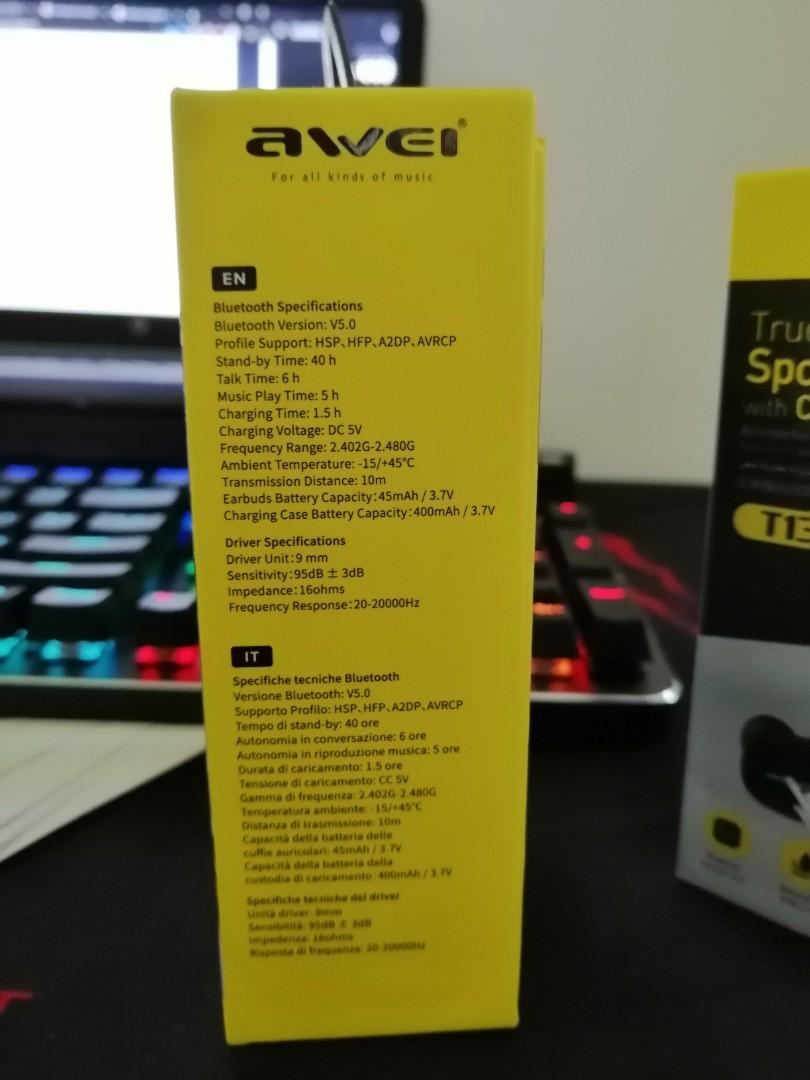 awei®
For all kinds of music
EN
Bluetooth Specifications
Bluetooth Version: V5.0
Profile Support: HSP、HFP、A2DP、AVRCP
Stand-by Time: 40 h
Talk Time: 6 h
Music Play Time: 5 h
Charging Time: 1.5 h
Charging Voltage: DC 5V
Frequency Range: 2.402G-2.480G
Ambient Temperature: -15/+45°C
Transmission Distance: 10m
Earbuds Battery Capacity:45mAh / 3.7V
Charging Case Battery Capacity:400mAh / 3.7V
Driver Specifications
Driver Unit:9 mm
Sensitivity:95dB ± 3dB
Impedance:16ohms
Frequency Response:20-20000Hz
IT
Specifiche tecniche Bluetooth
Versione Bluetooth: V5.0
Supporto Profilo: HSP、HFP、A2DP、AVRCP
Tempo di stand-by: 40 ore
Autonomia in conversazione: 6 ore
Autonomia in riproduzione musica: 5 ore
Durata di caricamento: 1.5 ore
Tensione di caricamento: CC 5V
Gamma di frequenza: 2.402G-2.480G
Temperatura ambiente: -15/+45°C
Distanza di trasmissione: 10m
Capacità della batteria delle
cuffie auricolari: 45mAh / 3.7V
Capacità della batteria della
custodia di caricamento: 400mAh / 3.7V
Specifiche tecniche del driver
Unità driver: 9mm
Sensibilità: 95dB ± 3dB
Impedenza: 16ohms
Risposta di frequenza: 20-20000Hz
True
Spo
with
T13